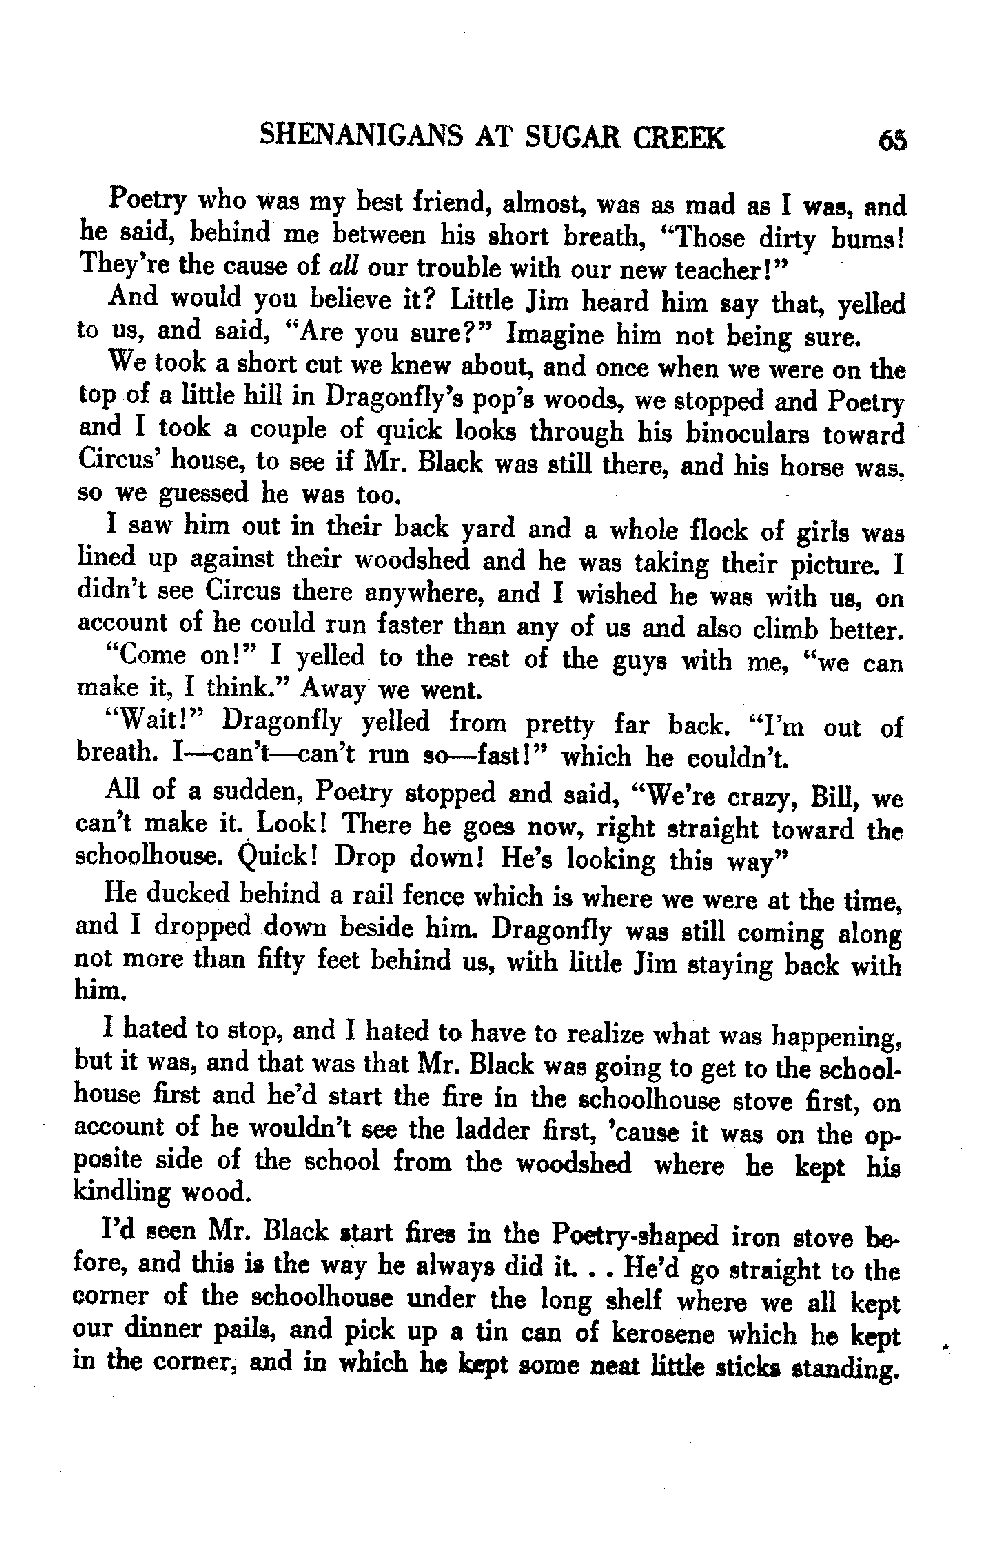 SHENANIGANS AT SUGAR CREEK 65
Poetry who was my best friend, almost, was as mad as I was, and
he said, behind me between his short breath, “Those dirty bums!
They’re the cause of all our trouble with our new teacher!”
And would you believe it? Little Jim heard him say that, yelled
to us, and said, “Are you sure?” Imagine him not being sure.
We took a short cut we knew about, and once when we were on the
top of a little hill in Dragonfly’s pop’s woods, we stopped and Poetry
and I took a couple of quick looks through his binoculars toward
Circus’ house, to see if Mr. Black was still there, and his horse was,
so we guessed he was too.
I saw him out in their back yard and a whole flock of girls was
lined up against their woodshed and he was taking their picture. I
didn’t see Circus there anywhere, and I wished he was with us, on
account of he could run faster than any of us and also climb better.
“Come on!” I yelled to the rest of the guys with me, “we can
make it, I think.” Away we went.
“Wait!” Dragonfly yelled from pretty far back. “I’m out of
breath. I—can’t—can’t run so—fast!” which he couldn’t.
All of a sudden, Poetry stopped and said, “We’re crazy, Bill, we
can’t make it. Look! There he goes now, right straight toward the
schoolhouse. Quick! Drop down! He’s looking this way”
He ducked behind a rail fence which is where we were at the time,
and I dropped down beside him. Dragonfly was still coming along
not more than fifty feet behind us, with little Jim staying back with
him.
I hated to stop, and I hated to have to realize what was happening,
but it was, and that was that Mr. Black was going to get to the school-
house first and he’d start the fire in the schoolhouse stove first, on
account of he wouldn’t see the ladder first, ’cause it was on the op-
posite side of the school from the woodshed where he kept his
kindling wood.
I’d seen Mr. Black start fires in the Poetry-shaped iron stove be-
fore, and this is the way he always did it. . . He’d go straight to the
corner of the schoolhouse under the long shelf where we all kept
our dinner pails, and pick up a tin can of kerosene which he kept
in the corner, and in which he kept some neat little sticks standing.